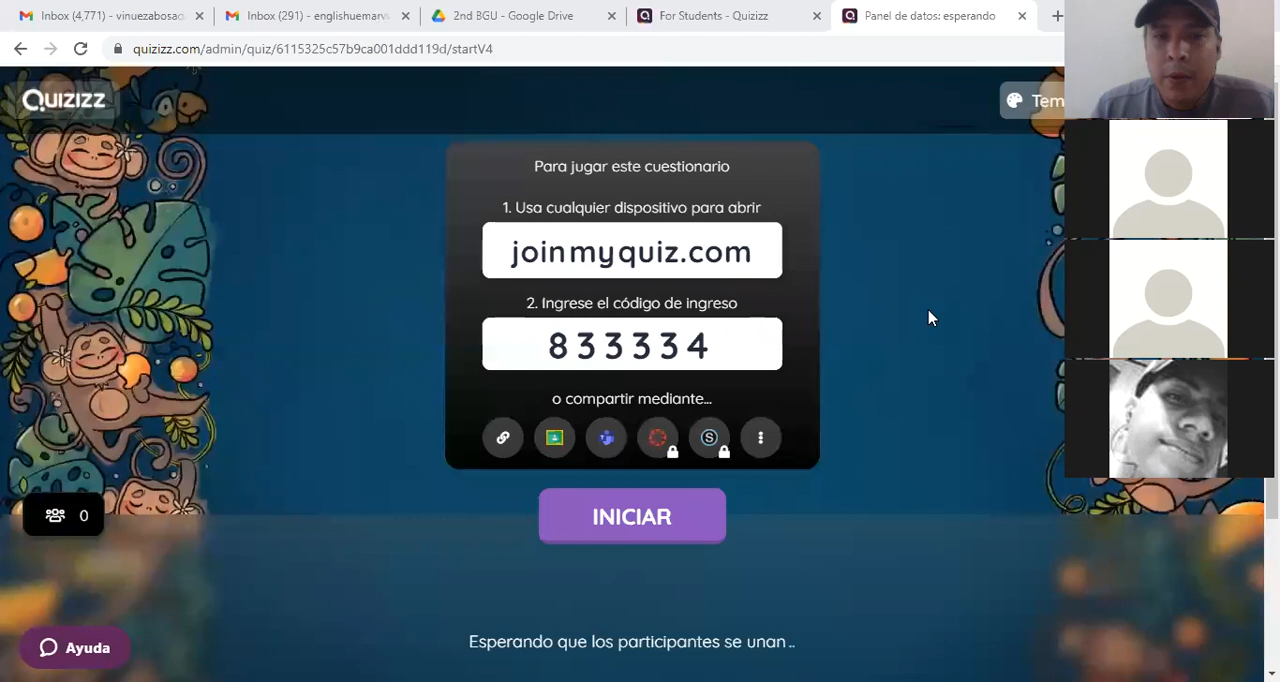 Inbox (4,771) - vinuezabosaq
Inbox (291) - englishuemarv
2nd BGU - Google Drive
For Students - Quizizz
Panel de datos: esperando
quizizz.com/admin/quiz/6115325c57b9ca001ddd119d/startV4
Quizizz
Tem
Para jugar este cuestionario
1. Usa cualquier dispositivo para abrir
joinmyquiz.com
2. Ingrese el código de ingreso
833334
o compartir mediante...
INICIAR
0
Esperando que los participantes se unan ..
Ayuda